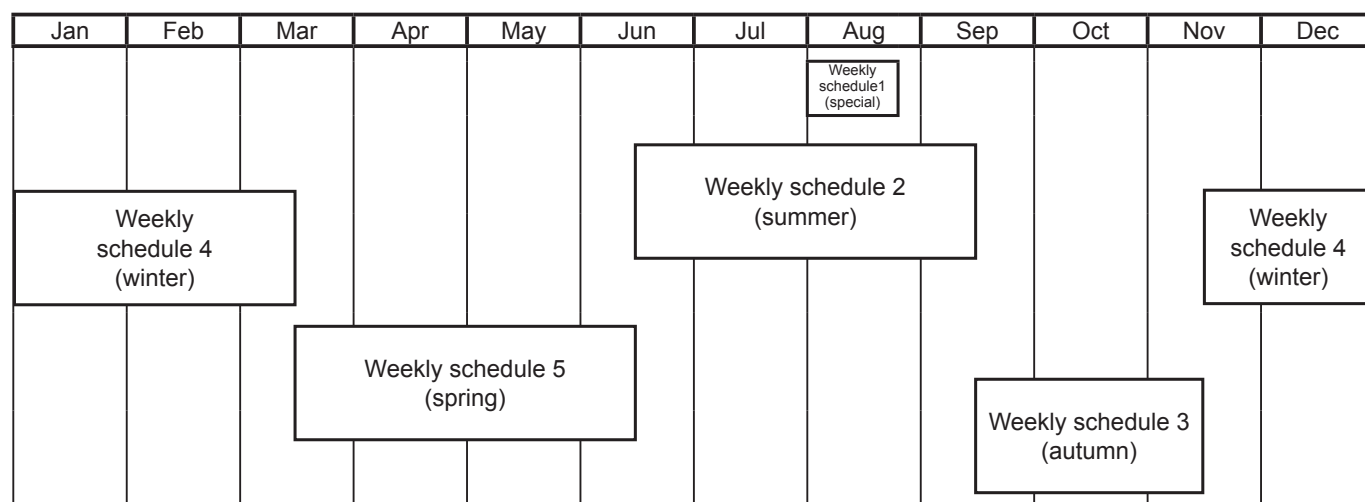 Jan Feb Mar Apr May Jun Jul Aug Sep Oct Nov Dec
Weekly
schedule1
(special)
Weekly schedule 2
(summer)
Weekly
schedule 4
(winter)
Weekly
schedule 4
(winter)
Weekly schedule 5
(spring)
Weekly schedule 3
(autumn)